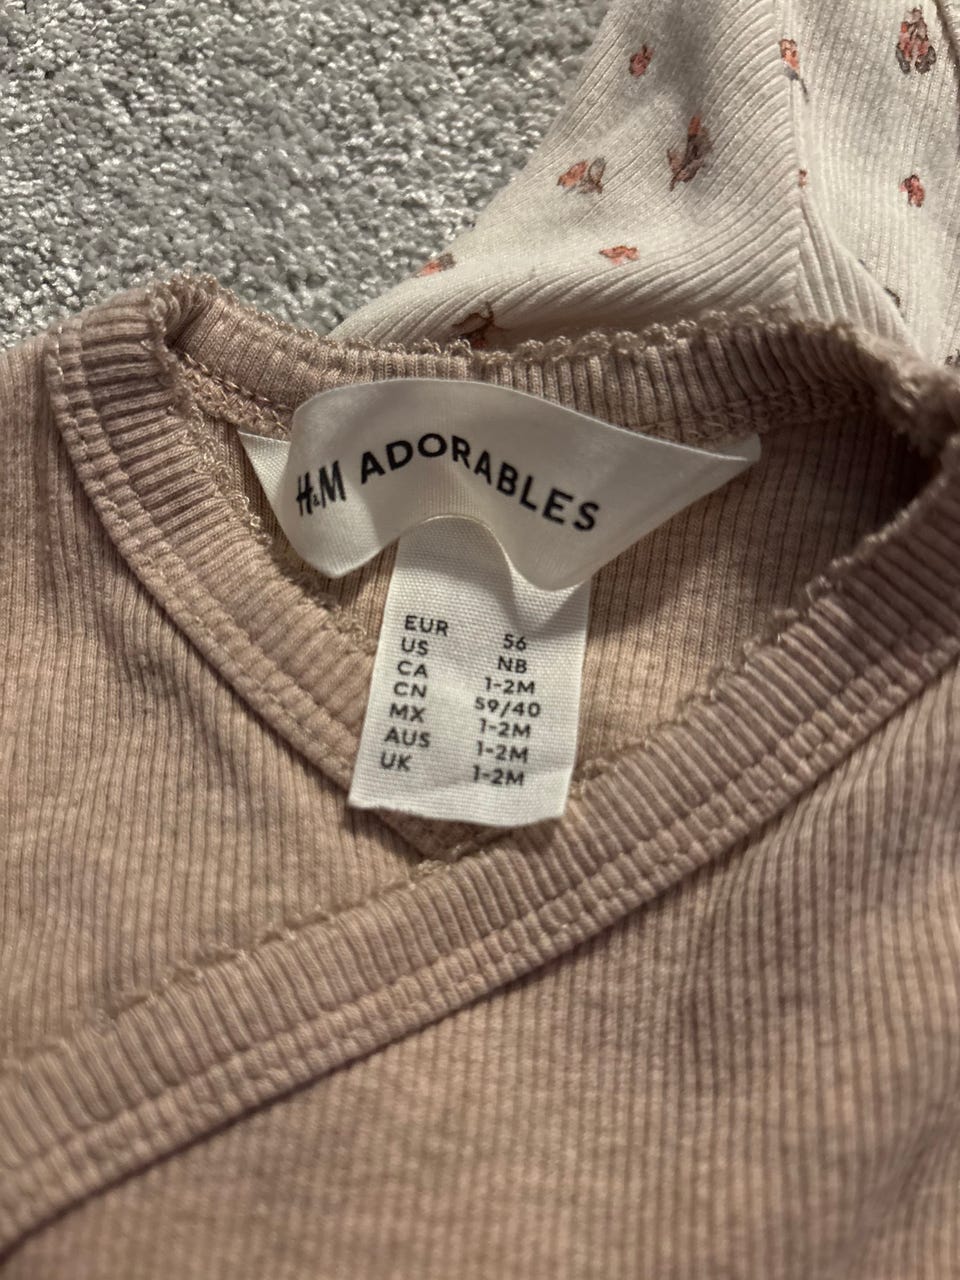 H&M ADORABLES
EUR 56
US NB
CA 1-2M
CN 59/40
MX 1-2M
AUS 1-2M
UK 1-2M